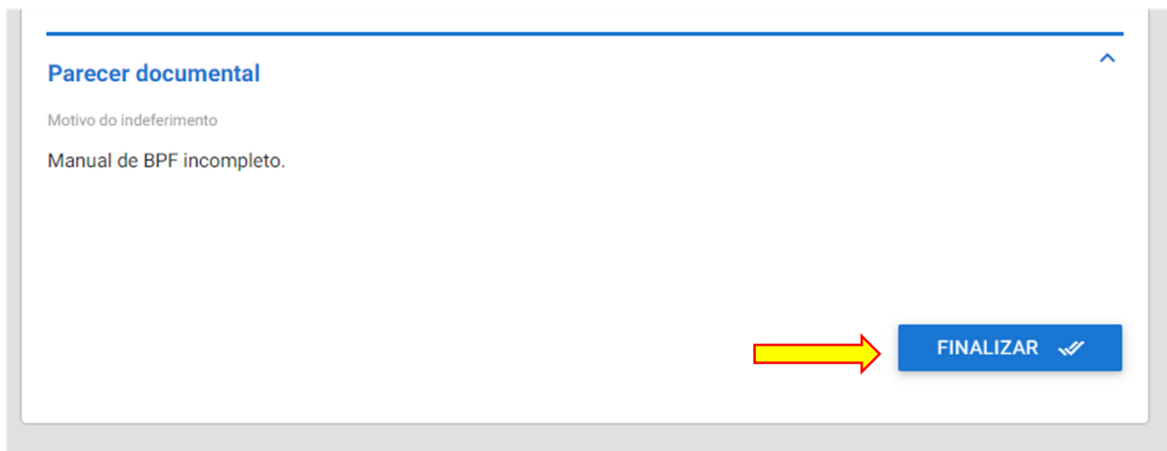 Parecer documental
Motivo do indeferimento
Manual de BPF incompleto.
FINALIZAR